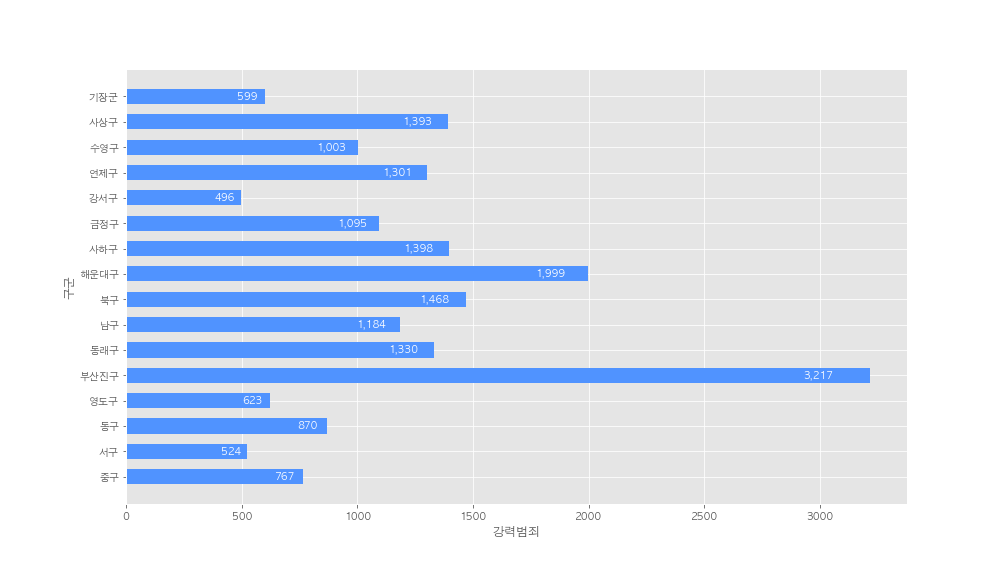 기장군 599
사상구 1,393
수영구 1,003
연제구 1,301
강서구 496
금정구 1,095
사하구 1,398
해운대구 1,999
구군
북구 1,468
남구 1,184
동래구 1,330
부산진구 3,217
영도구 623
동구 870
서구 524
중구 767
0 500 1000 1500 2000 2500 3000
강력범죄